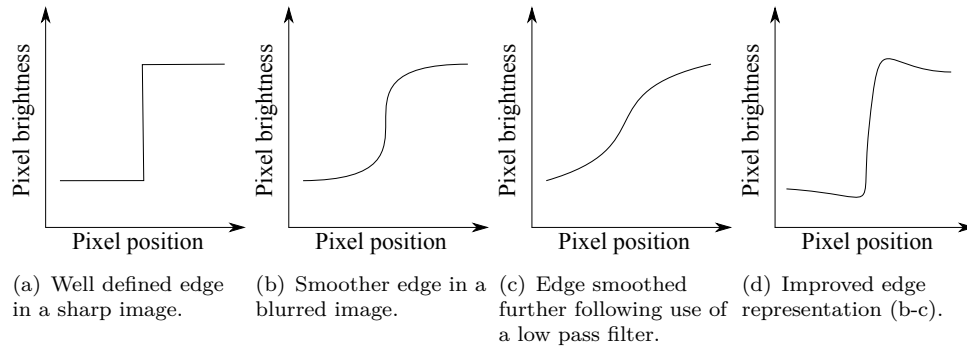 Pixel brightness
Pixel position
(a) Well defined edge
in a sharp image.
Pixel brightness
Pixel position
(b) Smoother edge in a
blurred image.
Pixel brightness
Pixel position
(c) Edge smoothed
further following use of
a low pass filter.
Pixel brightness
Pixel position
(d) Improved edge
representation (b-c).